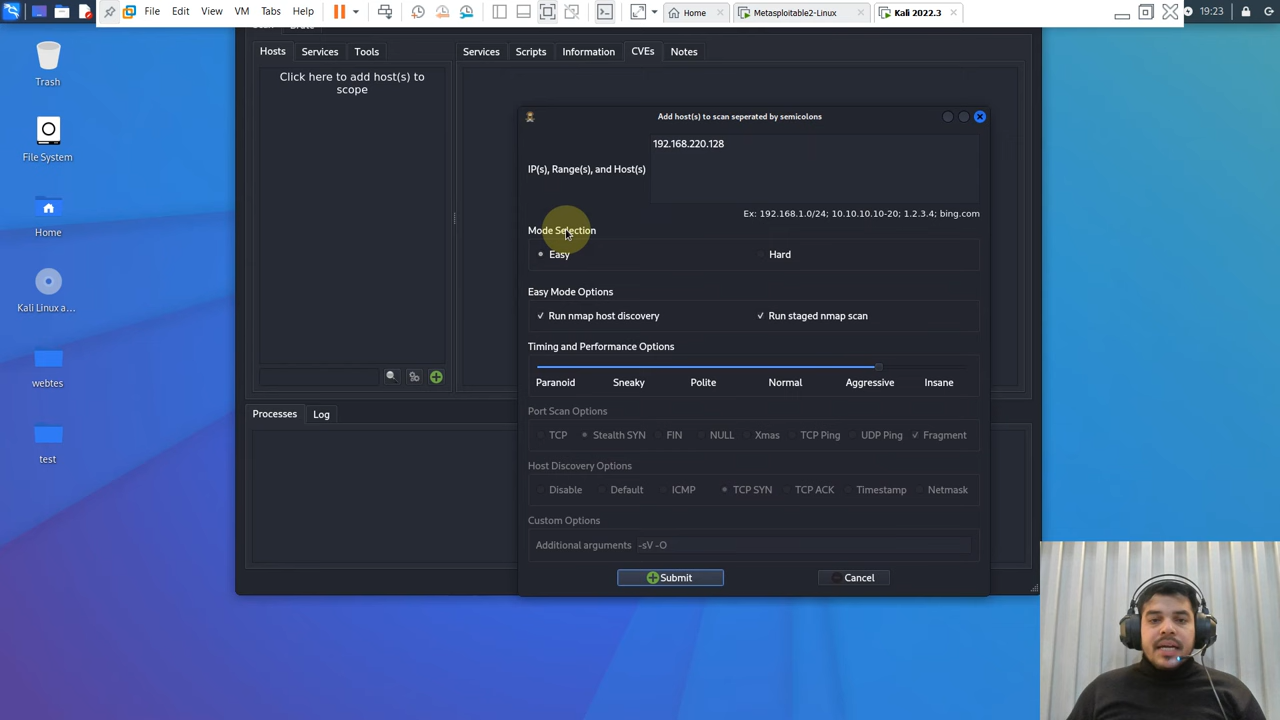 File Edit View VM Tabs Help Home Metasploitable2-Linux Kali 2022.3 19:23
Trash
File System
Home
Kali Linux a...
webtes
test
Hosts Services Tools
Click here to add host(s) to
scope
Services Scripts Information CVEs Notes
Add host(s) to scan seperated by semicolons
192.168.220.128
IP(s), Range(s), and Host(s)
Ex: 192.168.1.0/24; 10.10.10.10-20; 1.2.3.4; bing.com
Mode Selection
Easy Hard
Easy Mode Options
Run nmap host discovery Run staged nmap scan
Timing and Performance Options
Paranoid Sneaky Polite Normal Aggressive Insane
Port Scan Options
TCP Stealth SYN FIN NULL Xmas TCP Ping UDP Ping Fragment
Host Discovery Options
Disable Default ICMP TCP SYN TCP ACK Timestamp Netmask
Custom Options
Additional arguments -sV -O
Submit Cancel
Processes Log